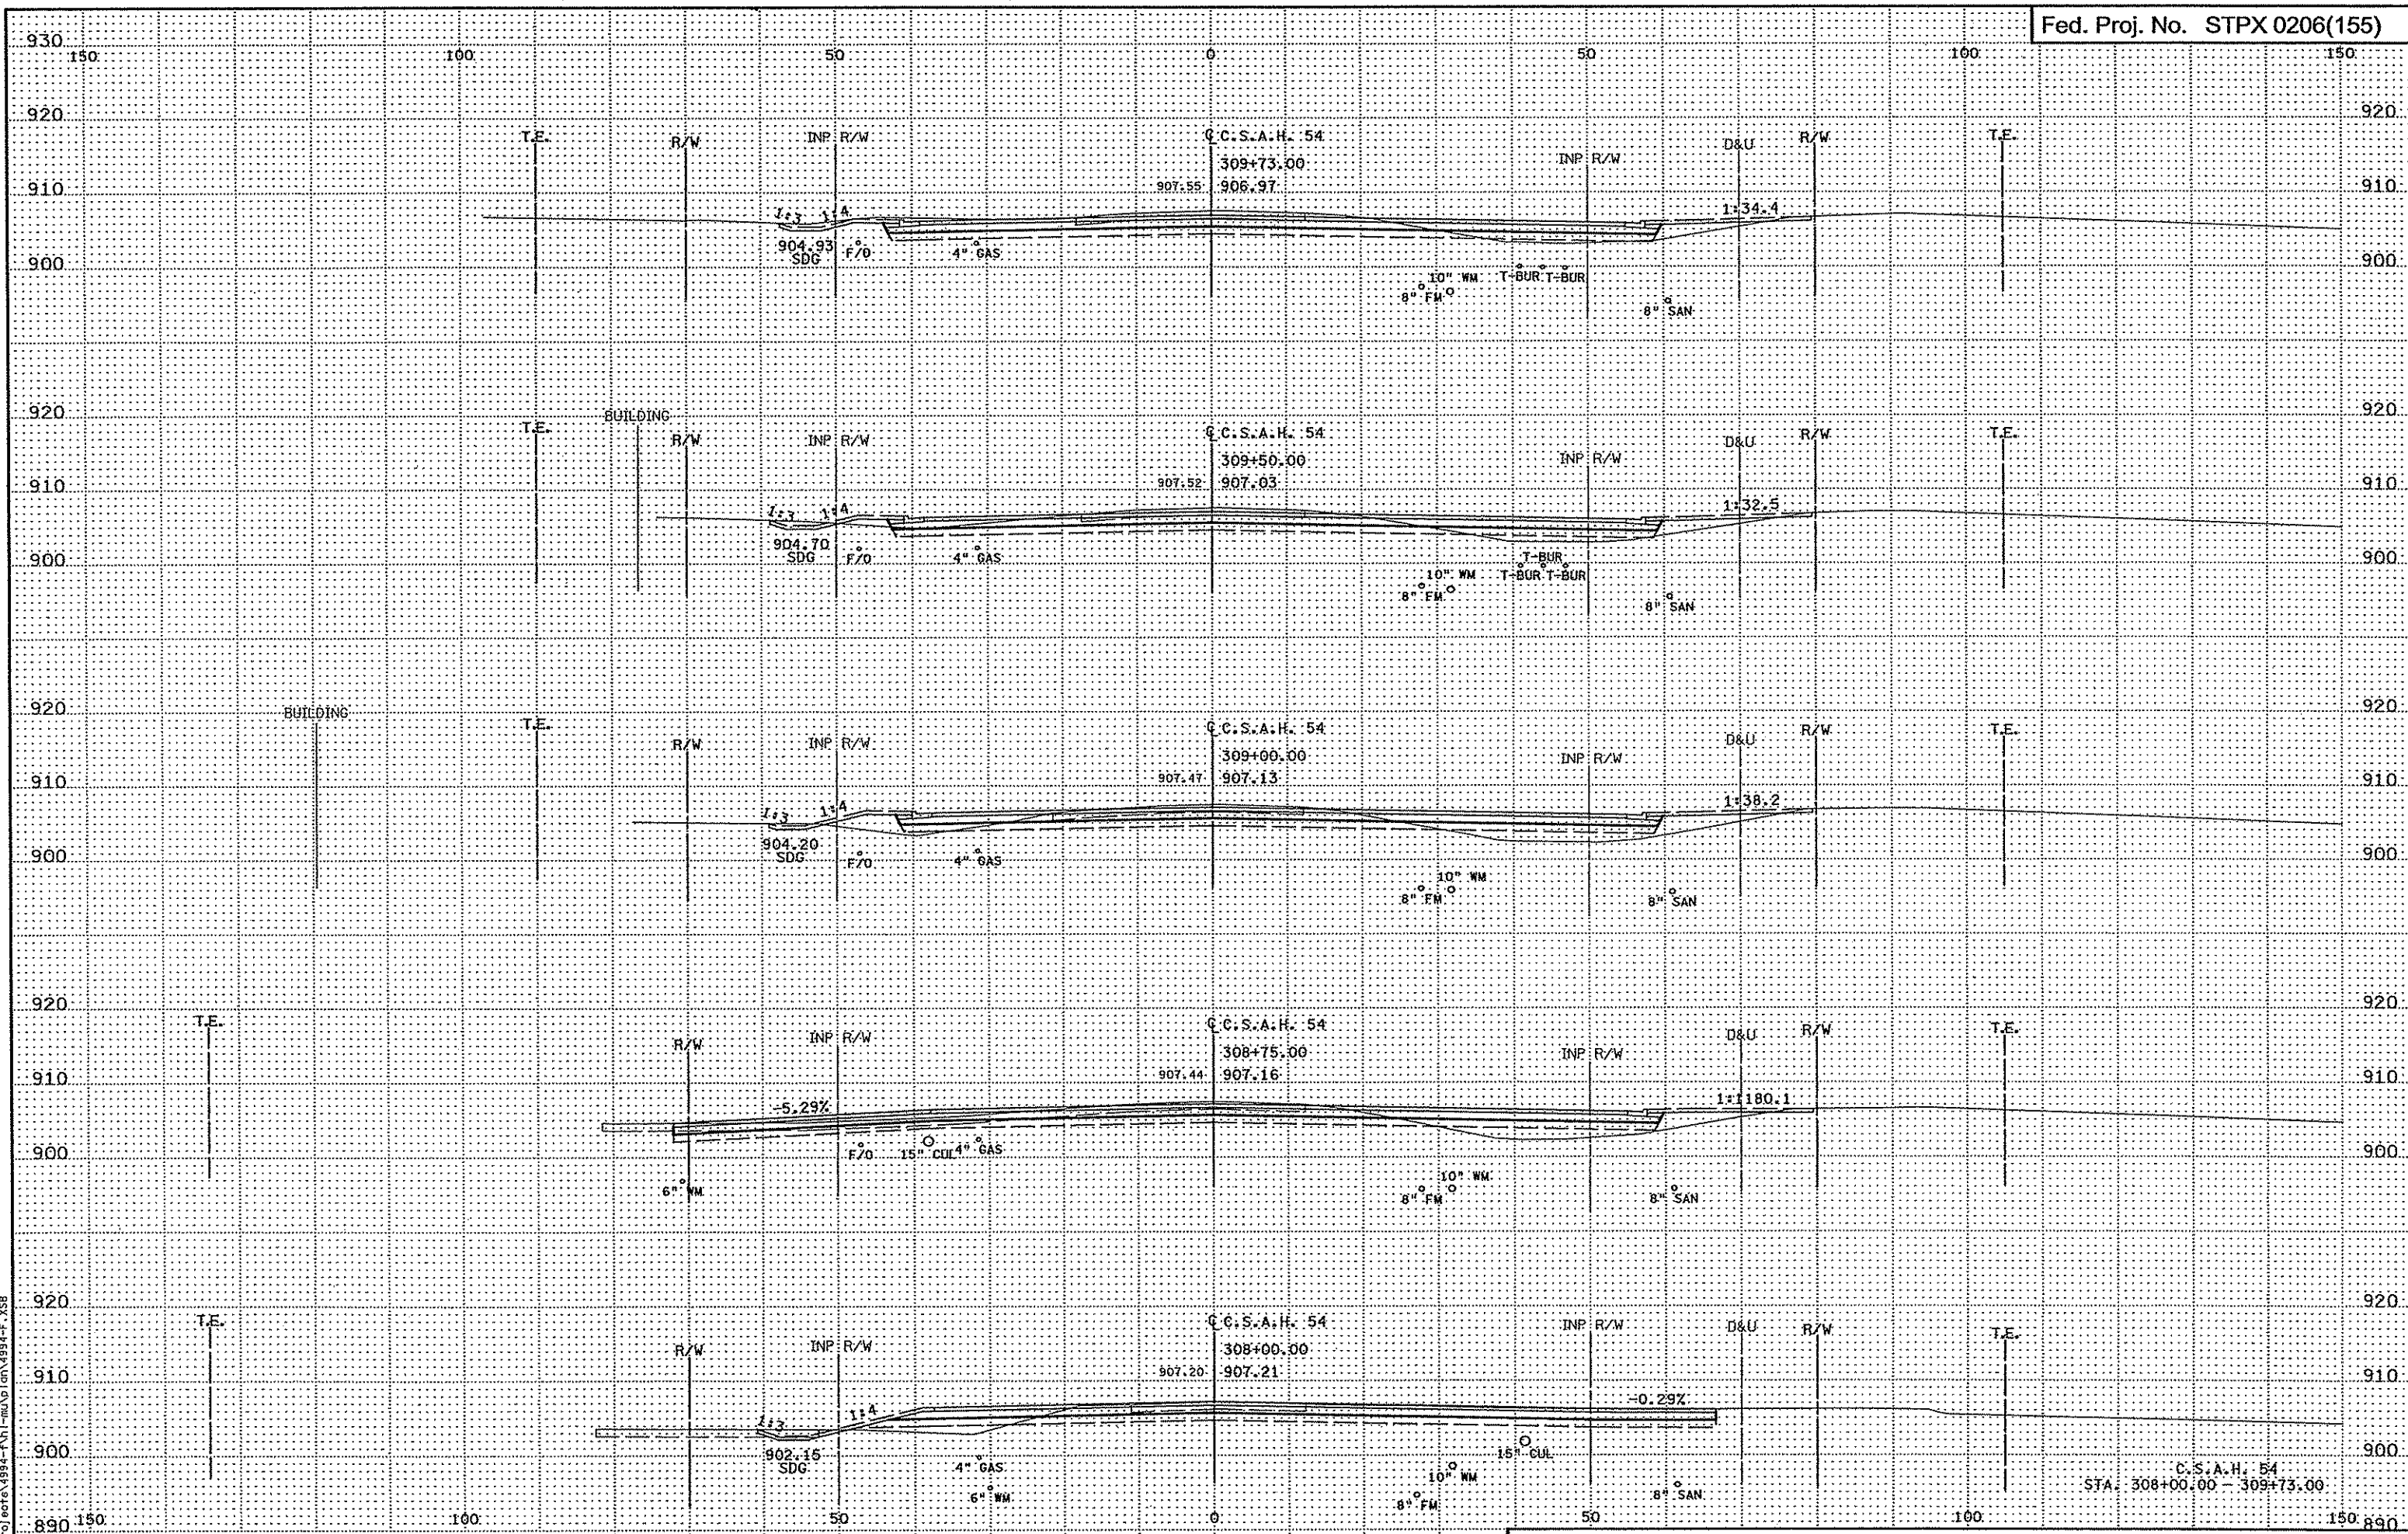 Fed. Proj. No. STPX 0206(155)
930
150 100 50 0 50 100 150
920 920
T.E. R/W INP R/W ℄ C.S.A.H. 54 INP R/W D&U R/W T.E.
309+73.00
910 907.55 906.97 910
1:3 1:4 1:34.4
904.93 SDG F/O 4" GAS
900 900
8" FM 10" WM T-BUR T-BUR 8" SAN
920 920
BUILDING
T.E. R/W INP R/W ℄ C.S.A.H. 54 INP R/W D&U R/W T.E.
309+50.00
910 907.52 907.03 910
1:3 1:4 1:32.5
904.70 SDG F/O 4" GAS
900 900
T-BUR
8" FM 10" WM T-BUR T-BUR 8" SAN
920 920
BUILDING
T.E. R/W INP R/W ℄ C.S.A.H. 54 INP R/W D&U R/W T.E.
309+00.00
910 907.47 907.13 910
1:3 1:4 1:38.2
904.20 SDG F/O 4" GAS
900 900
8" FM 10" WM 8" SAN
920 920
T.E. R/W INP R/W ℄ C.S.A.H. 54 INP R/W D&U R/W T.E.
308+75.00
910 907.44 907.16 910
-5.29% 1:1180.1
F/O 15" CUL 4" GAS
900 900
6" WM 8" FM 10" WM 8" SAN
920 920
T.E. R/W INP R/W ℄ C.S.A.H. 54 INP R/W D&U R/W T.E.
308+00.00
910 907.20 907.21 910
1:3 1:4 -0.29%
902.15 SDG 4" GAS 15" CUL
900 900
6" WM 8" FM 10" WM 8" SAN
C.S.A.H. 54
STA. 308+00.00 - 309+73.00
890 150 100 50 0 50 100 150 890